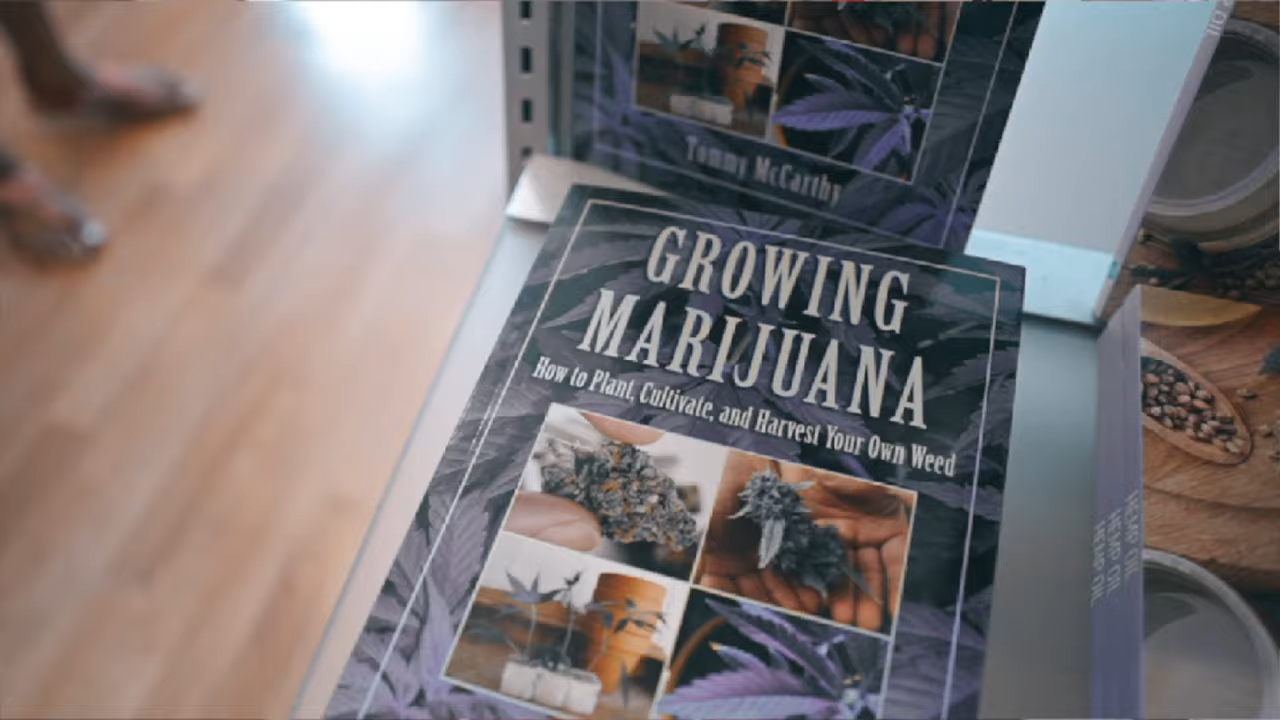 Tommy McCarthy
GROWING
MARIJUANA
How to Plant, Cultivate, and Harvest Your Own Weed
HEMP OIL
HEMP OIL
HEMP OIL
OIL